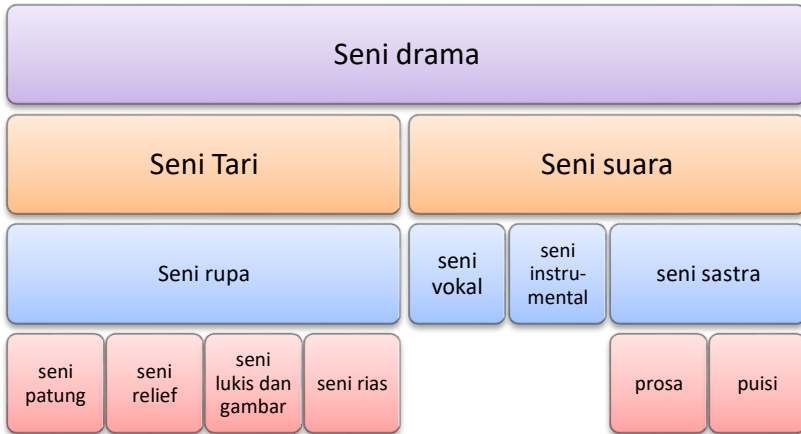 Seni drama
Seni Tari
Seni suara
Seni rupa
seni
vokal
seni
instru-
mental
seni sastra
seni
patung
seni
relief
seni
lukis dan
gambar
seni rias
prosa
puisi